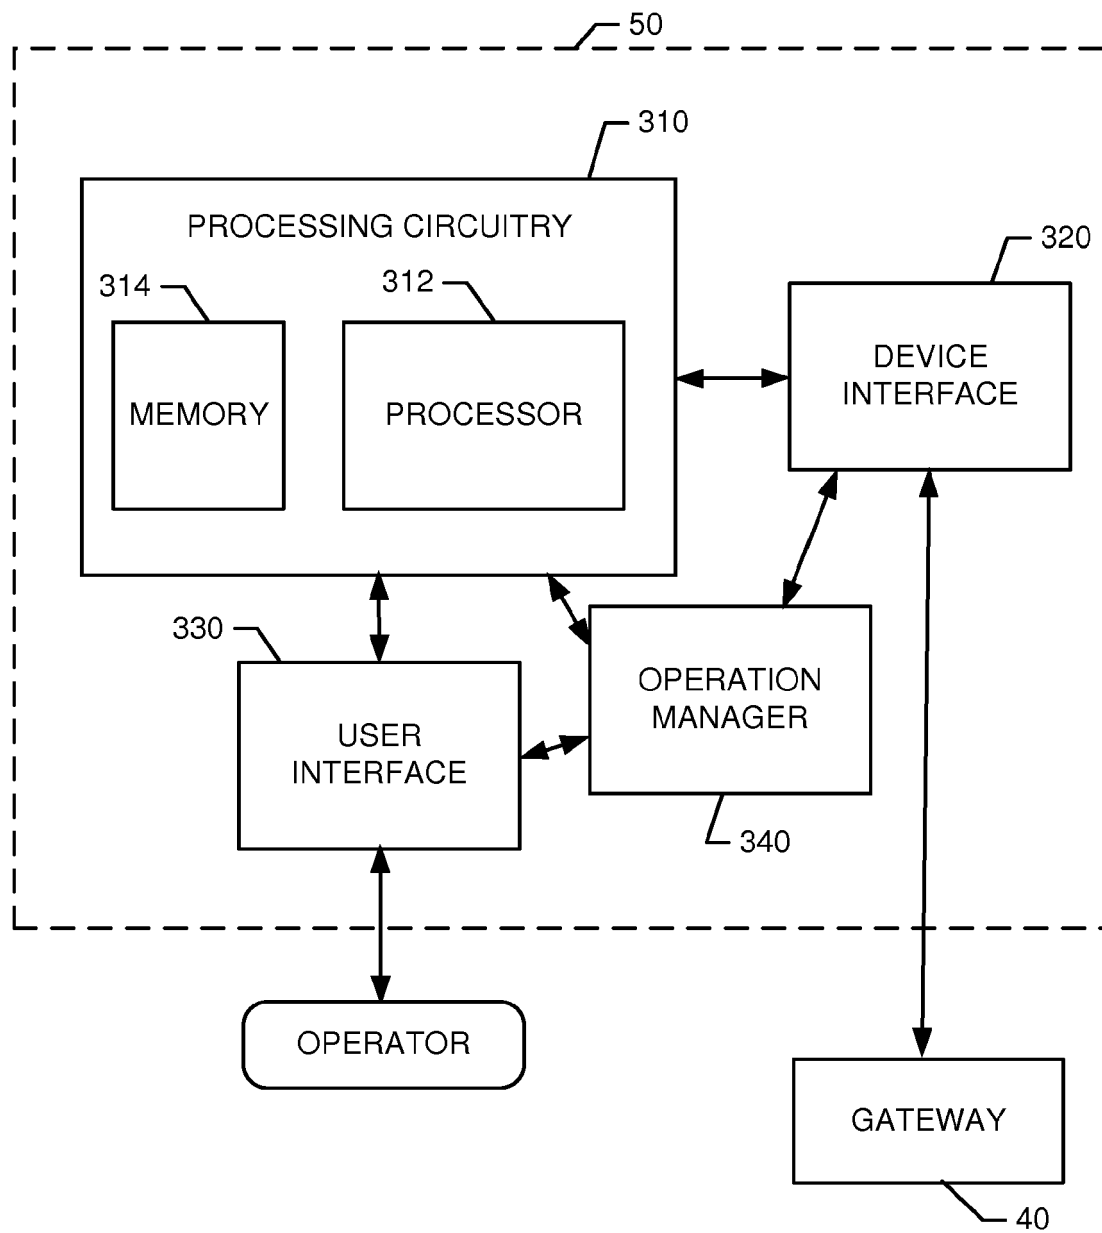 50
310
PROCESSING CIRCUITRY
314
312
320
MEMORY
PROCESSOR
DEVICE
INTERFACE
330
USER
INTERFACE
OPERATION
MANAGER
340
OPERATOR
GATEWAY
40